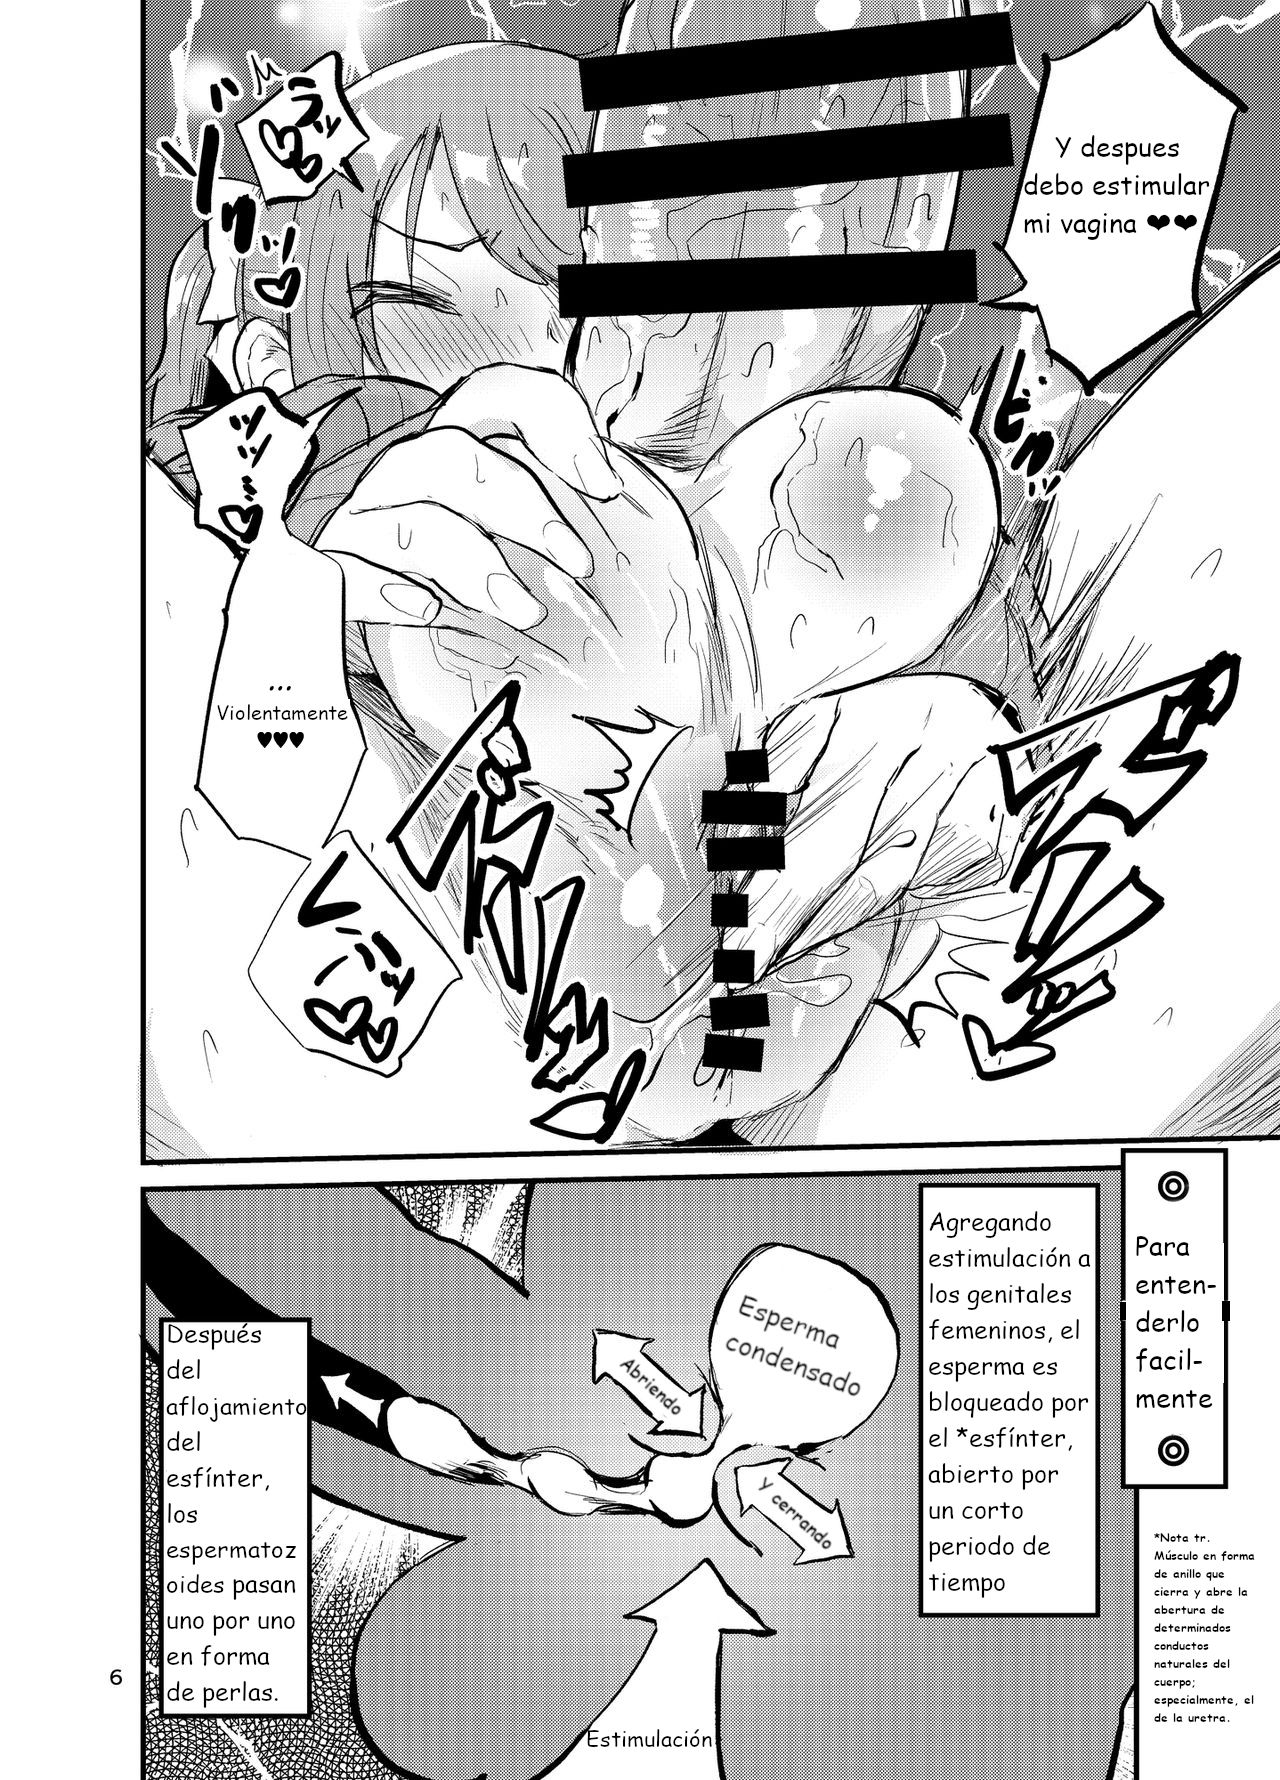 Y despues
debo estimular
mi vagina ❤❤
...
Violentamente
♥♥♥
Para
enten-
derlo
facil-
mente
Agregando
estimulación a
los genitales
femeninos, el
esperma es
bloqueado por
el *esfínter,
abierto por
un corto
periodo de
tiempo
Esperma
condensado
Abriendo
Y cerrando
Estimulación
Después
del
aflojamiento
del
esfínter,
los
espermatoz
oides pasan
uno por uno
en forma
de perlas.
*Nota tr.
Músculo en forma
de anillo que
cierra y abre la
abertura de
determinados
conductos
naturales del
cuerpo;
especialmente, el
de la uretra.
6